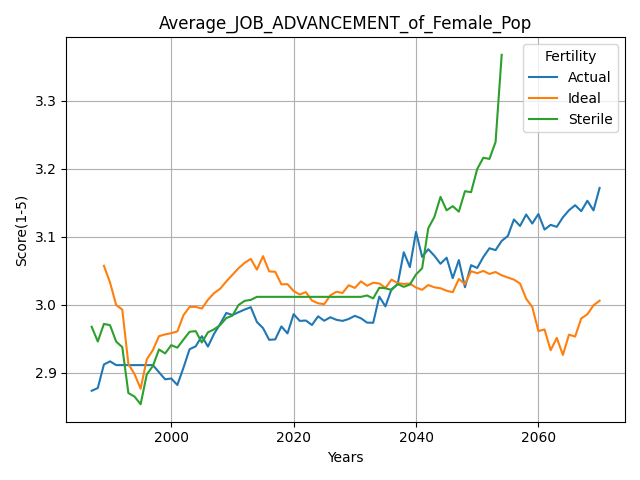 Average_JOB_ADVANCEMENT_of_Female_Pop
Fertility
Actual
Ideal
Sterile
Score(1-5)
3.3
3.2
3.1
3.0
2.9
2000 2020 2040 2060
Years